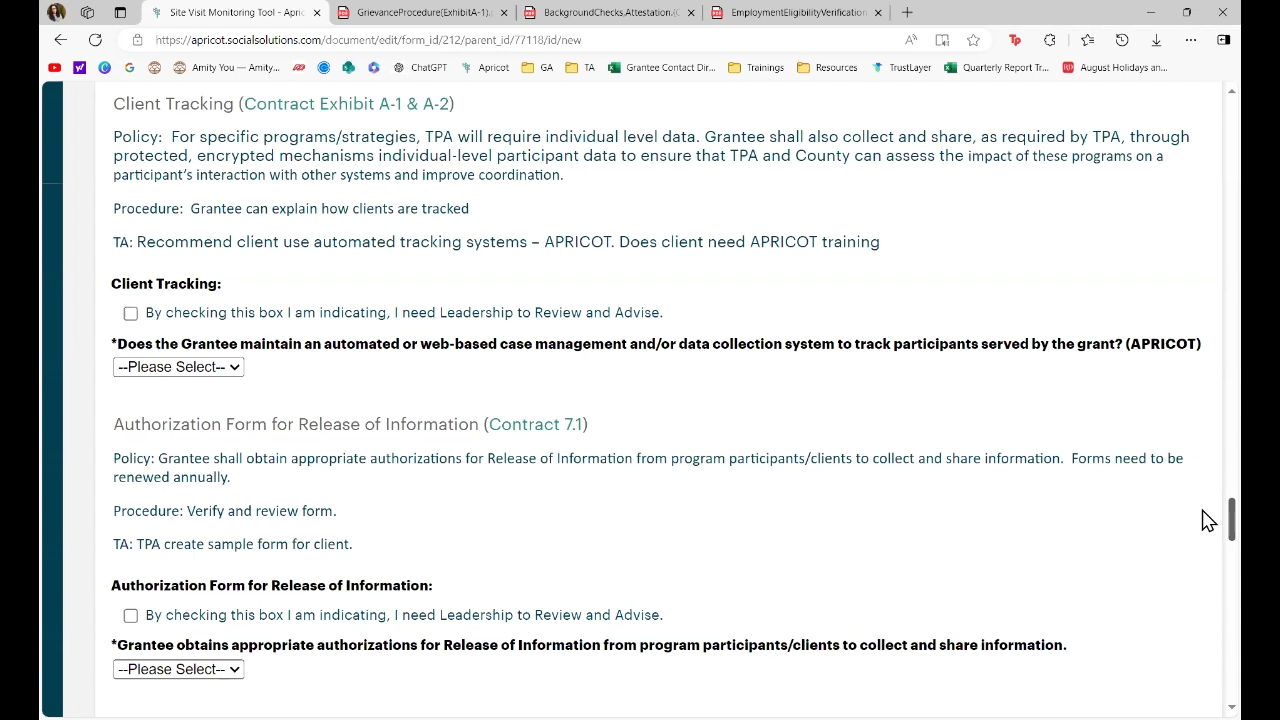 Site Visit Monitoring Tool - Apric
GrievanceProcedure(ExhibitA-1).
BackgroundChecks,Attestation.(C
EmploymentEligibilityVerification
https://apricot.socialsolutions.com/document/edit/form_id/212/parent_id/77118/id/new
Amity You — Amity...
ChatGPT
Apricot
GA
TA
Grantee Contact Dir...
Trainings
Resources
TrustLayer
Quarterly Report Tr...
August Holidays an...
Client Tracking (Contract Exhibit A-1 & A-2)
Policy: For specific programs/strategies, TPA will require individual level data. Grantee shall also collect and share, as required by TPA, through
protected, encrypted mechanisms individual-level participant data to ensure that TPA and County can assess the impact of these programs on a
participant's interaction with other systems and improve coordination.
Procedure: Grantee can explain how clients are tracked
TA: Recommend client use automated tracking systems – APRICOT. Does client need APRICOT training
Client Tracking:
By checking this box I am indicating, I need Leadership to Review and Advise.
*Does the Grantee maintain an automated or web-based case management and/or data collection system to track participants served by the grant? (APRICOT)
--Please Select--
Authorization Form for Release of Information (Contract 7.1)
Policy: Grantee shall obtain appropriate authorizations for Release of Information from program participants/clients to collect and share information. Forms need to be
renewed annually.
Procedure: Verify and review form.
TA: TPA create sample form for client.
Authorization Form for Release of Information:
By checking this box I am indicating, I need Leadership to Review and Advise.
*Grantee obtains appropriate authorizations for Release of Information from program participants/clients to collect and share information.
--Please Select--